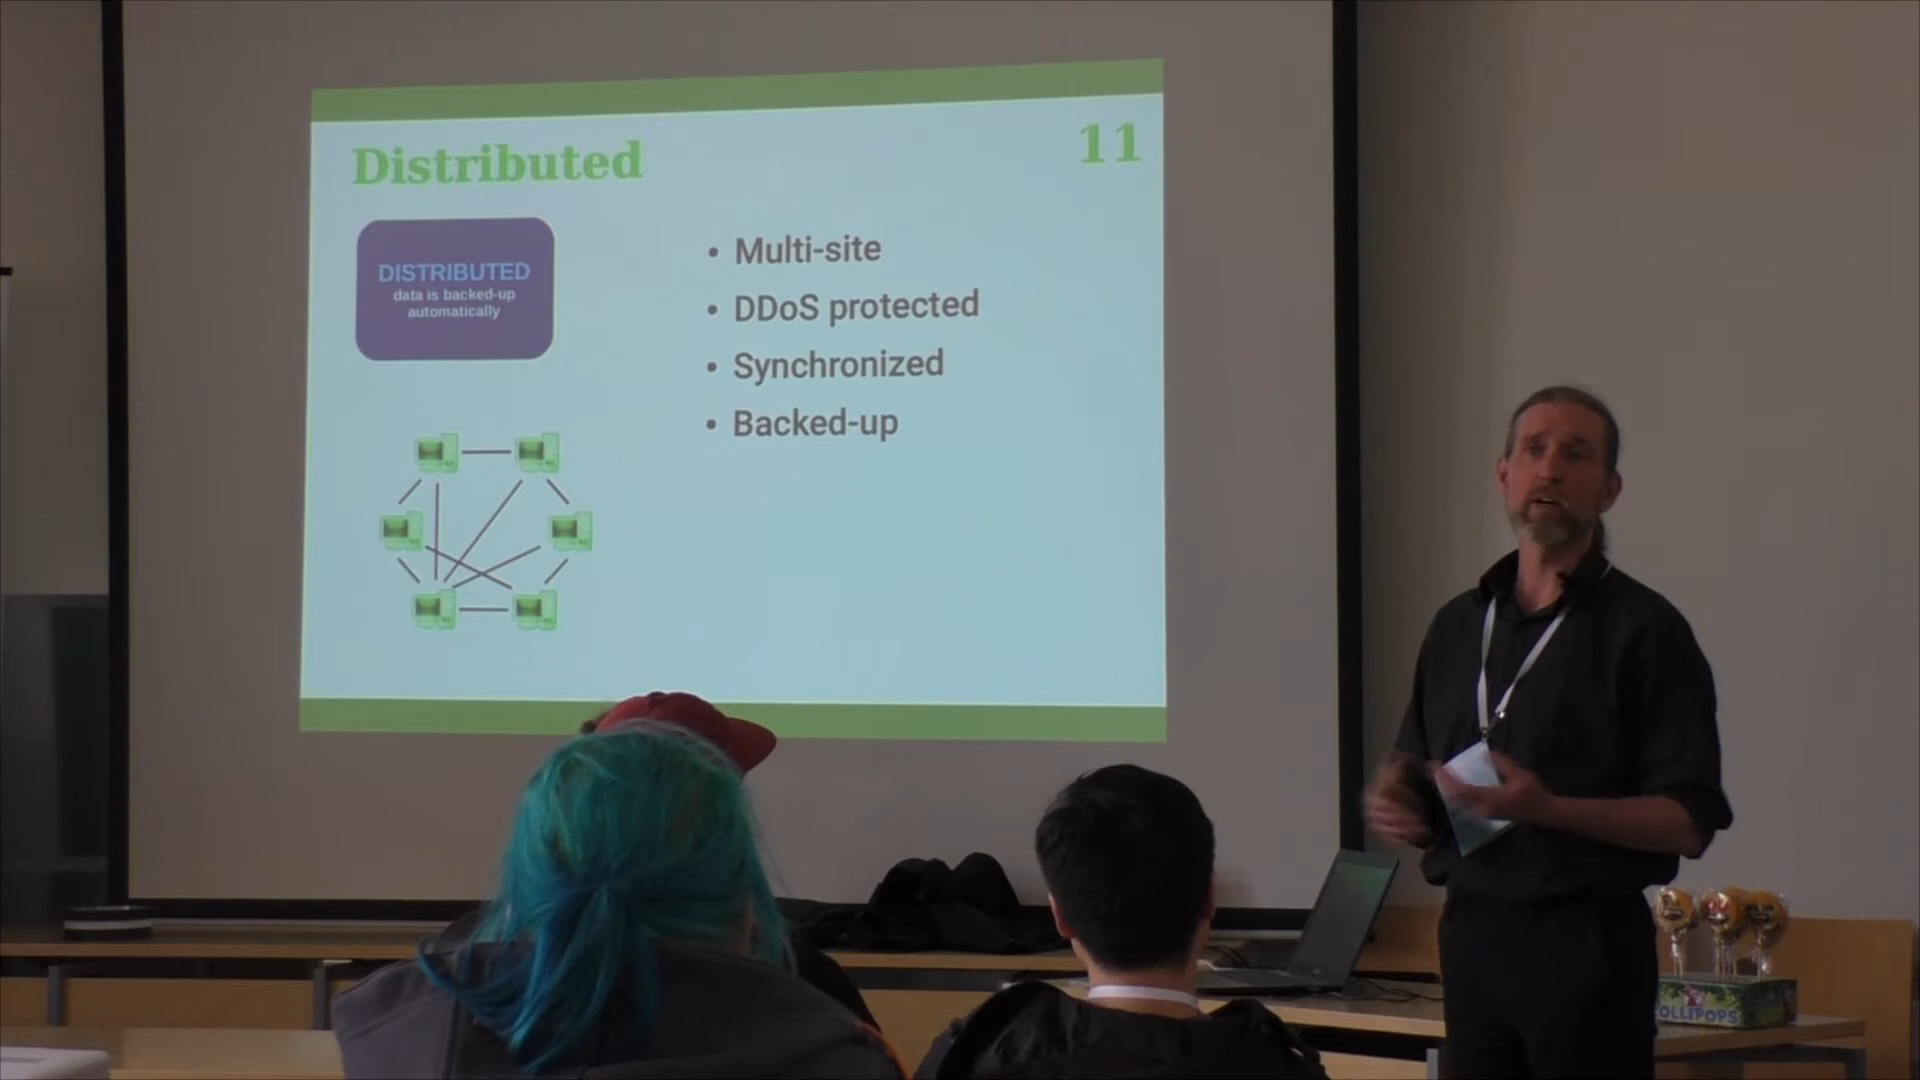 Distributed
11
DISTRIBUTED
data is backed-up
automatically
• Multi-site
• DDoS protected
• Synchronized
• Backed-up
LOLLIPOPS